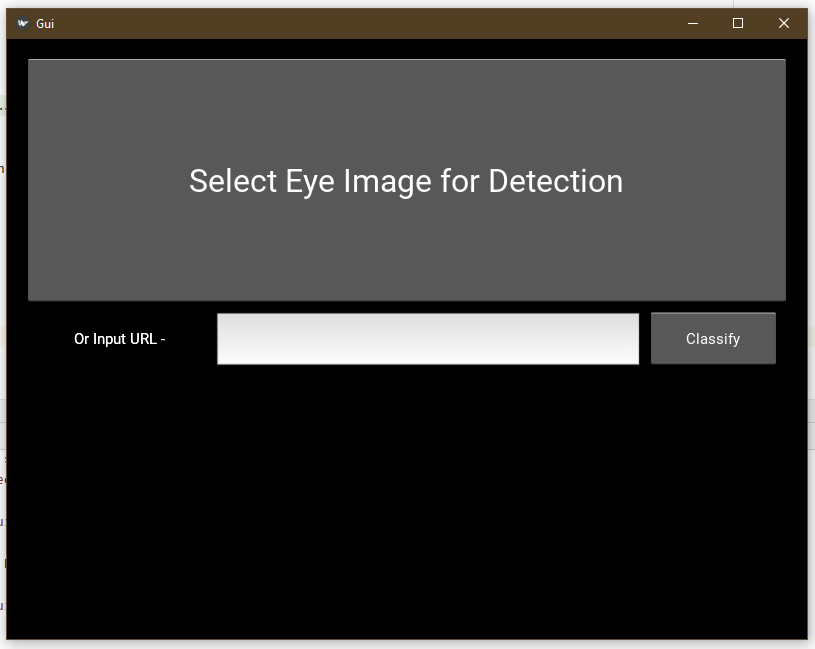 Gui
Select Eye Image for Detection
Or Input URL -
Classify